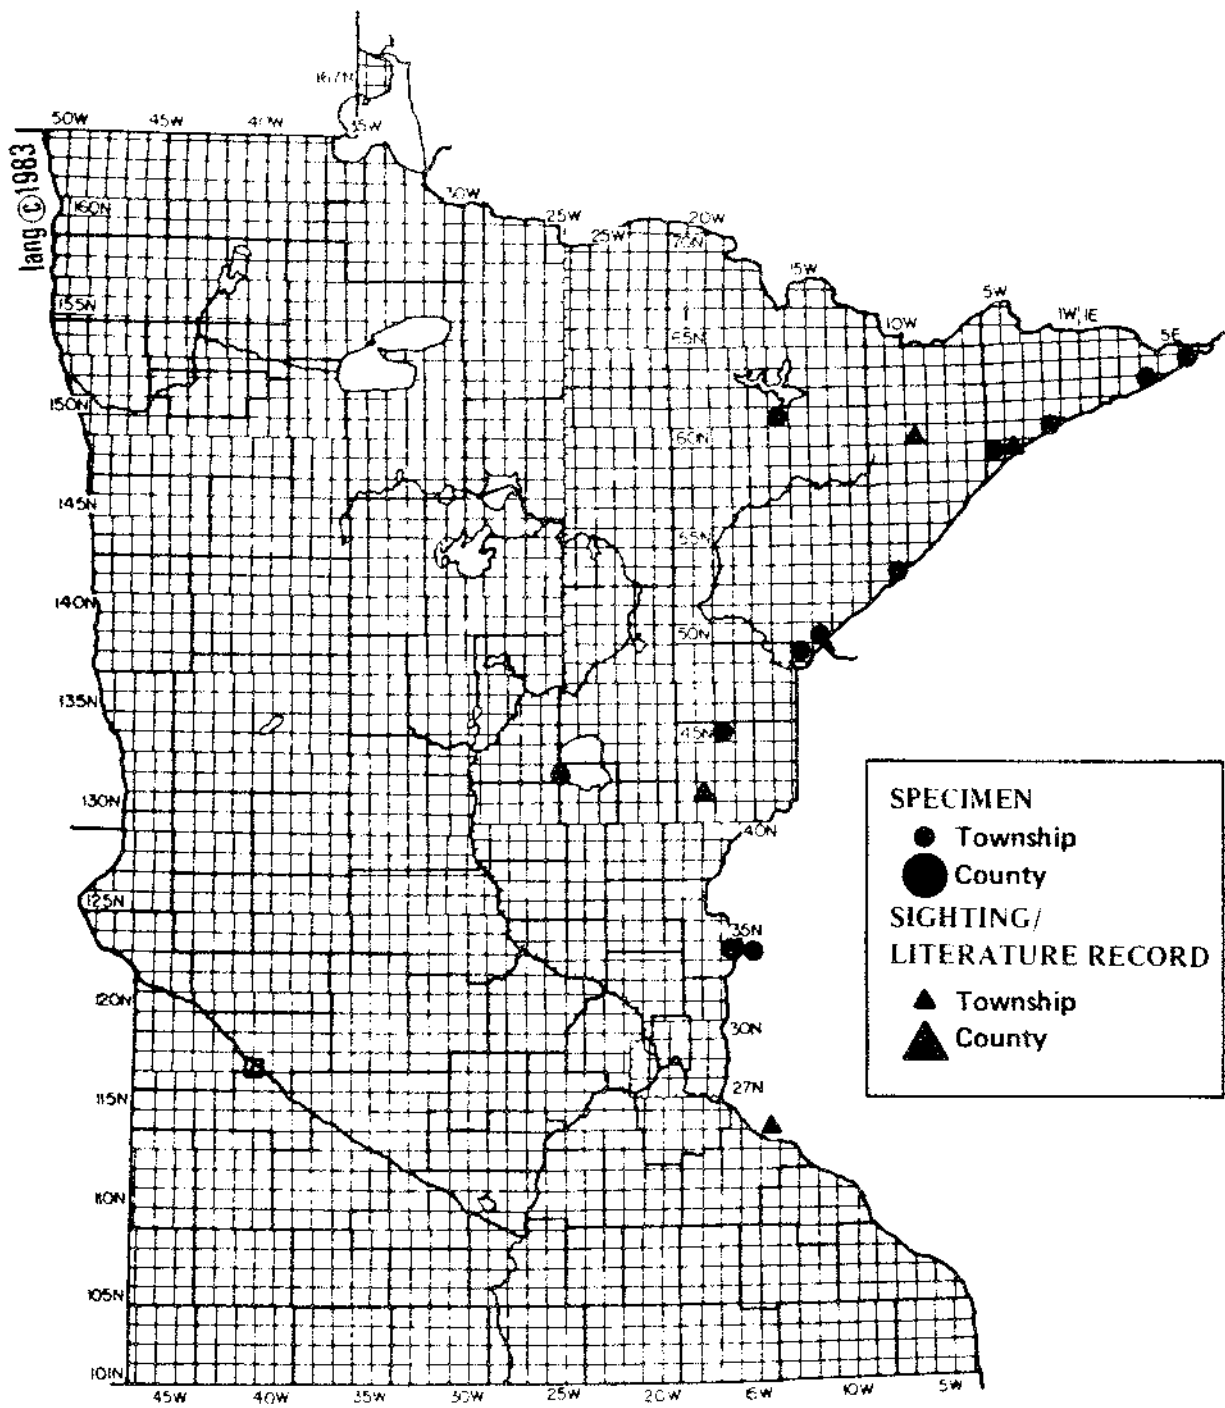 167N
50W 45W 40W 35W
lang ©1983
160N
30W
25W 20W
25W
70N
15W
155N
5W
10W 1W 1E
65N
5E
150N
60N
145N
55N
140N
50N
135N
45N
130N
40N
SPECIMEN
Township
County
SIGHTING/
LITERATURE RECORD
Township
County
125N
35N
120N
30N
27N
115N
110N
105N
101N
45W 40W 35W 30W 25W 20W 15W 10W 5W